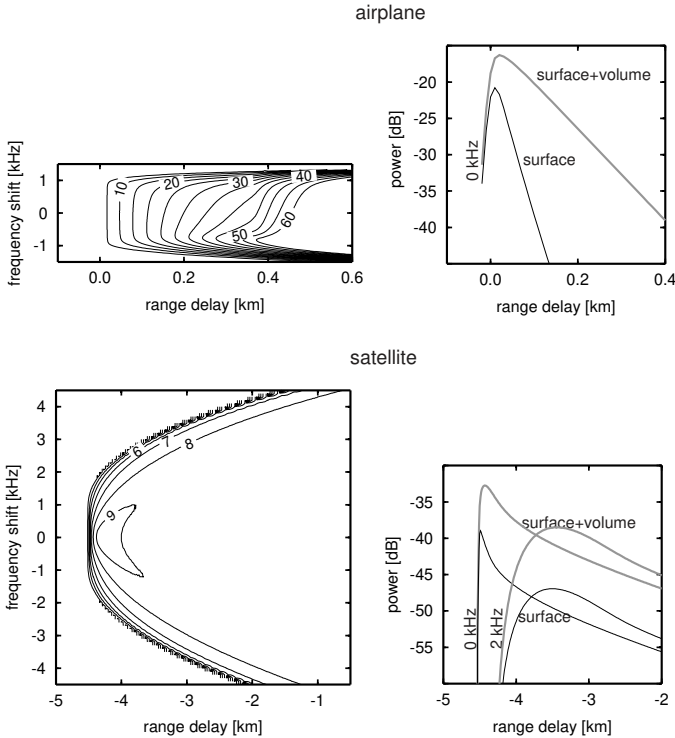 airplane
frequency shift [kHz]
1
0
-1
10
20
30
40
50
60
0.0
0.2
0.4
0.6
range delay [km]
power [dB]
-20
-25
-30
-35
-40
0 kHz
surface+volume
surface
0.0
0.2
0.4
range delay [km]
satellite
frequency shift [kHz]
4
3
2
1
0
-1
-2
-3
-4
6
7
8
9
-5
-4
-3
-2
-1
range delay [km]
power [dB]
-35
-40
-45
-50
-55
surface+volume
surface
0 kHz
2 kHz
-5
-4
-3
-2
range delay [km]